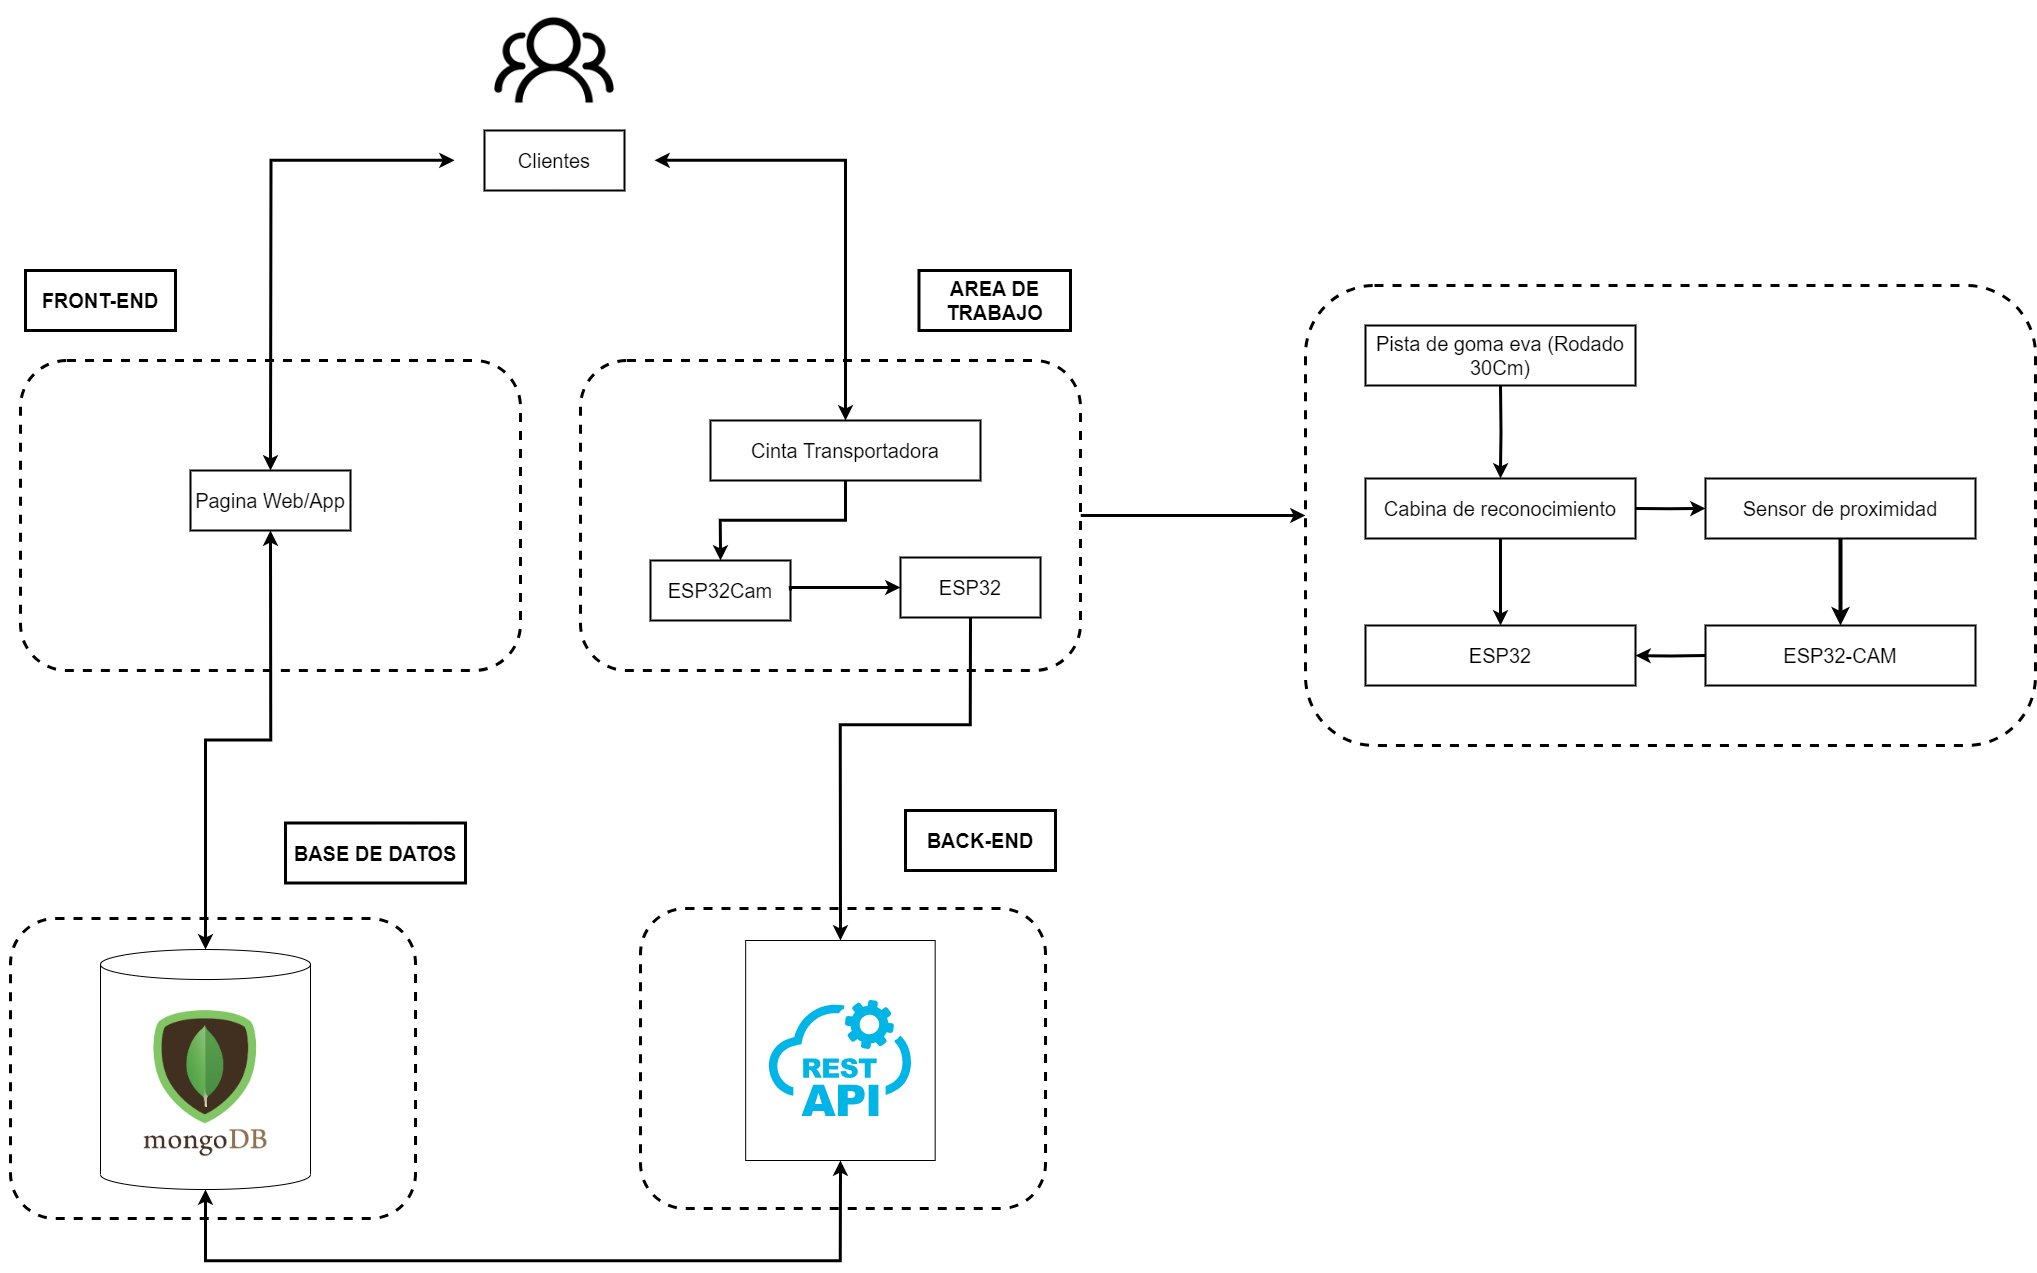 Clientes
FRONT-END
AREA DE
TRABAJO
Pista de goma eva (Rodado
30Cm)
Cinta Transportadora
Pagina Web/App
Cabina de reconocimiento
Sensor de proximidad
ESP32Cam
ESP32
ESP32
ESP32-CAM
BASE DE DATOS
BACK-END
mongoDB
REST
API